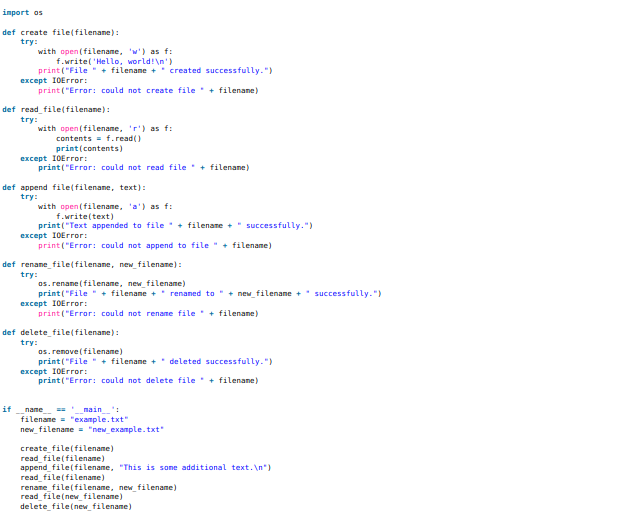 import os

def create file(filename):
    try:
        with open(filename, 'w') as f:
            f.write('Hello, world!\n')
        print("File " + filename + " created successfully.")
    except IOError:
        print("Error: could not create file " + filename)

def read_file(filename):
    try:
        with open(filename, 'r') as f:
            contents = f.read()
            print(contents)
    except IOError:
        print("Error: could not read file " + filename)

def append file(filename, text):
    try:
        with open(filename, 'a') as f:
            f.write(text)
        print("Text appended to file " + filename + " successfully.")
    except IOError:
        print("Error: could not append to file " + filename)

def rename_file(filename, new_filename):
    try:
        os.rename(filename, new_filename)
        print("File " + filename + " renamed to " + new_filename + " successfully.")
    except IOError:
        print("Error: could not rename file " + filename)

def delete_file(filename):
    try:
        os.remove(filename)
        print("File " + filename + " deleted successfully.")
    except IOError:
        print("Error: could not delete file " + filename)


if __name__ == '__main__':
    filename = "example.txt"
    new_filename = "new_example.txt"

    create_file(filename)
    read_file(filename)
    append_file(filename, "This is some additional text.\n")
    read_file(filename)
    rename_file(filename, new_filename)
    read_file(new_filename)
    delete_file(new_filename)